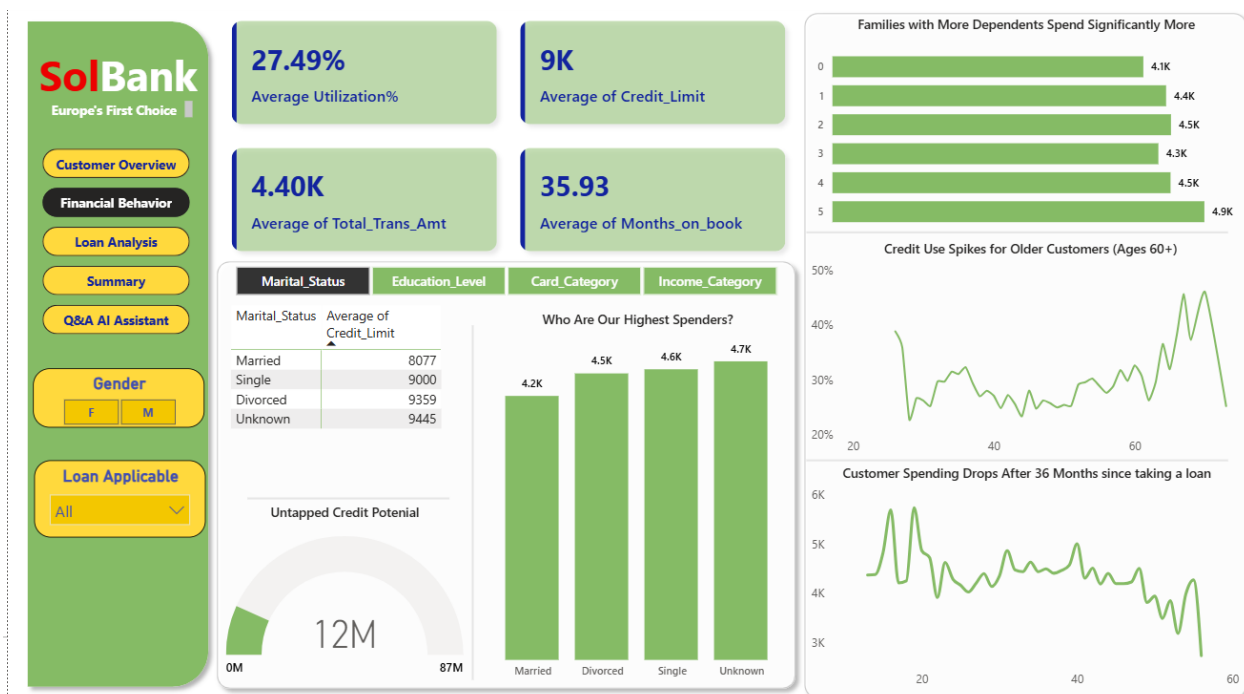 SolBank
Europe's First Choice
Customer Overview
Financial Behavior
Loan Analysis
Summary
Q&A AI Assistant
Gender
F M
Loan Applicable
All
27.49%
Average Utilization%
9K
Average of Credit_Limit
4.40K
Average of Total_Trans_Amt
35.93
Average of Months_on_book
Marital_Status Education_Level Card_Category Income_Category
Marital_Status Average of
Credit_Limit
Married 8077
Single 9000
Divorced 9359
Unknown 9445
Untapped Credit Potenial
12M
0M 87M
Who Are Our Highest Spenders?
4.2K 4.5K 4.6K 4.7K
Married Divorced Single Unknown
Families with More Dependents Spend Significantly More
0 4.1K
1 4.4K
2 4.5K
3 4.3K
4 4.5K
5 4.9K
Credit Use Spikes for Older Customers (Ages 60+)
50%
40%
30%
20%
20 40 60
Customer Spending Drops After 36 Months since taking a loan
6K
5K
4K
3K
20 40 60